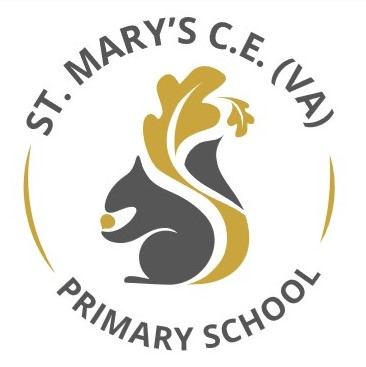 ST. MARY'S C.E. (VA)
PRIMARY SCHOOL